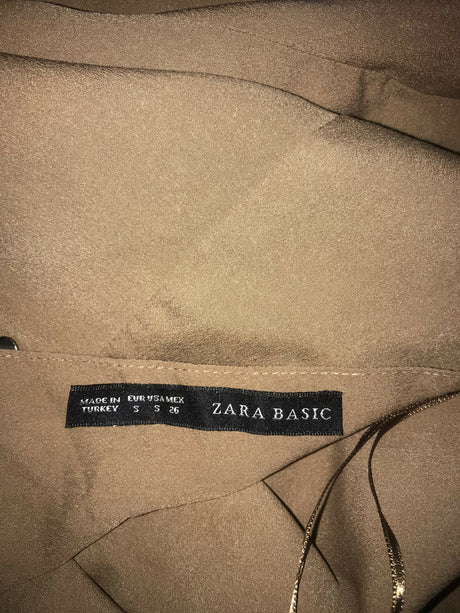 MADE IN TURKEY
EUR USA MEX
S S 26
ZARA BASIC